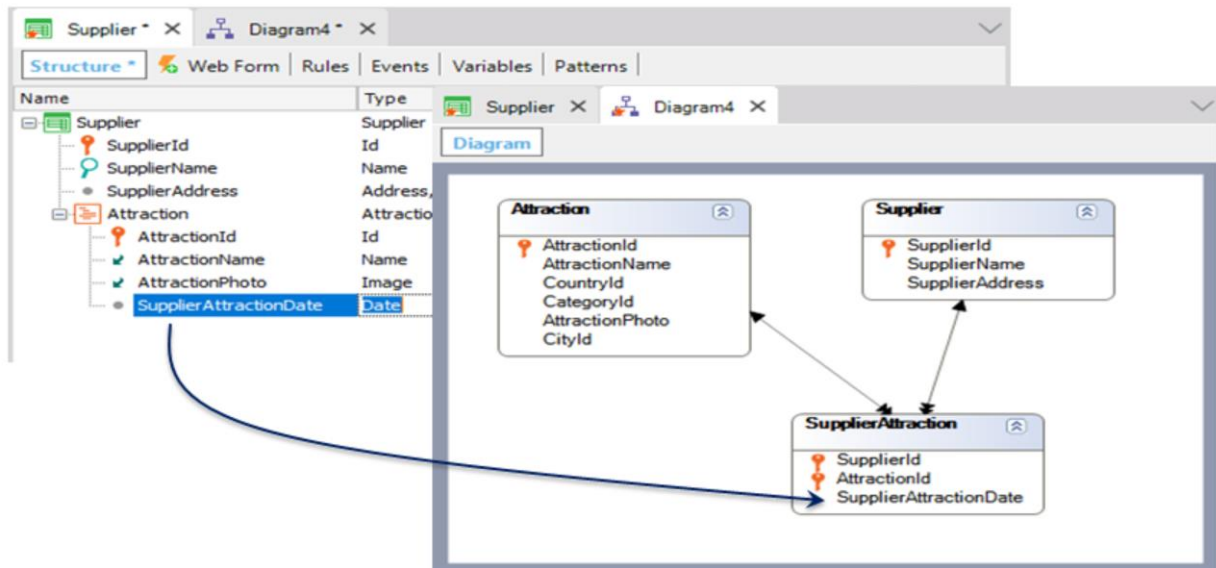 Supplier * × Diagram4 * ×
Structure * Web Form Rules Events Variables Patterns
Name Type
Supplier Supplier
SupplierId Id
SupplierName Name
SupplierAddress Address,
Attraction Attractio
AttractionId Id
AttractionName Name
AttractionPhoto Image
SupplierAttractionDate Date
Supplier × Diagram4 ×
Diagram
Attraction
AttractionId
AttractionName
CountryId
CategoryId
AttractionPhoto
CityId
Supplier
SupplierId
SupplierName
SupplierAddress
SupplierAttraction
SupplierId
AttractionId
SupplierAttractionDate